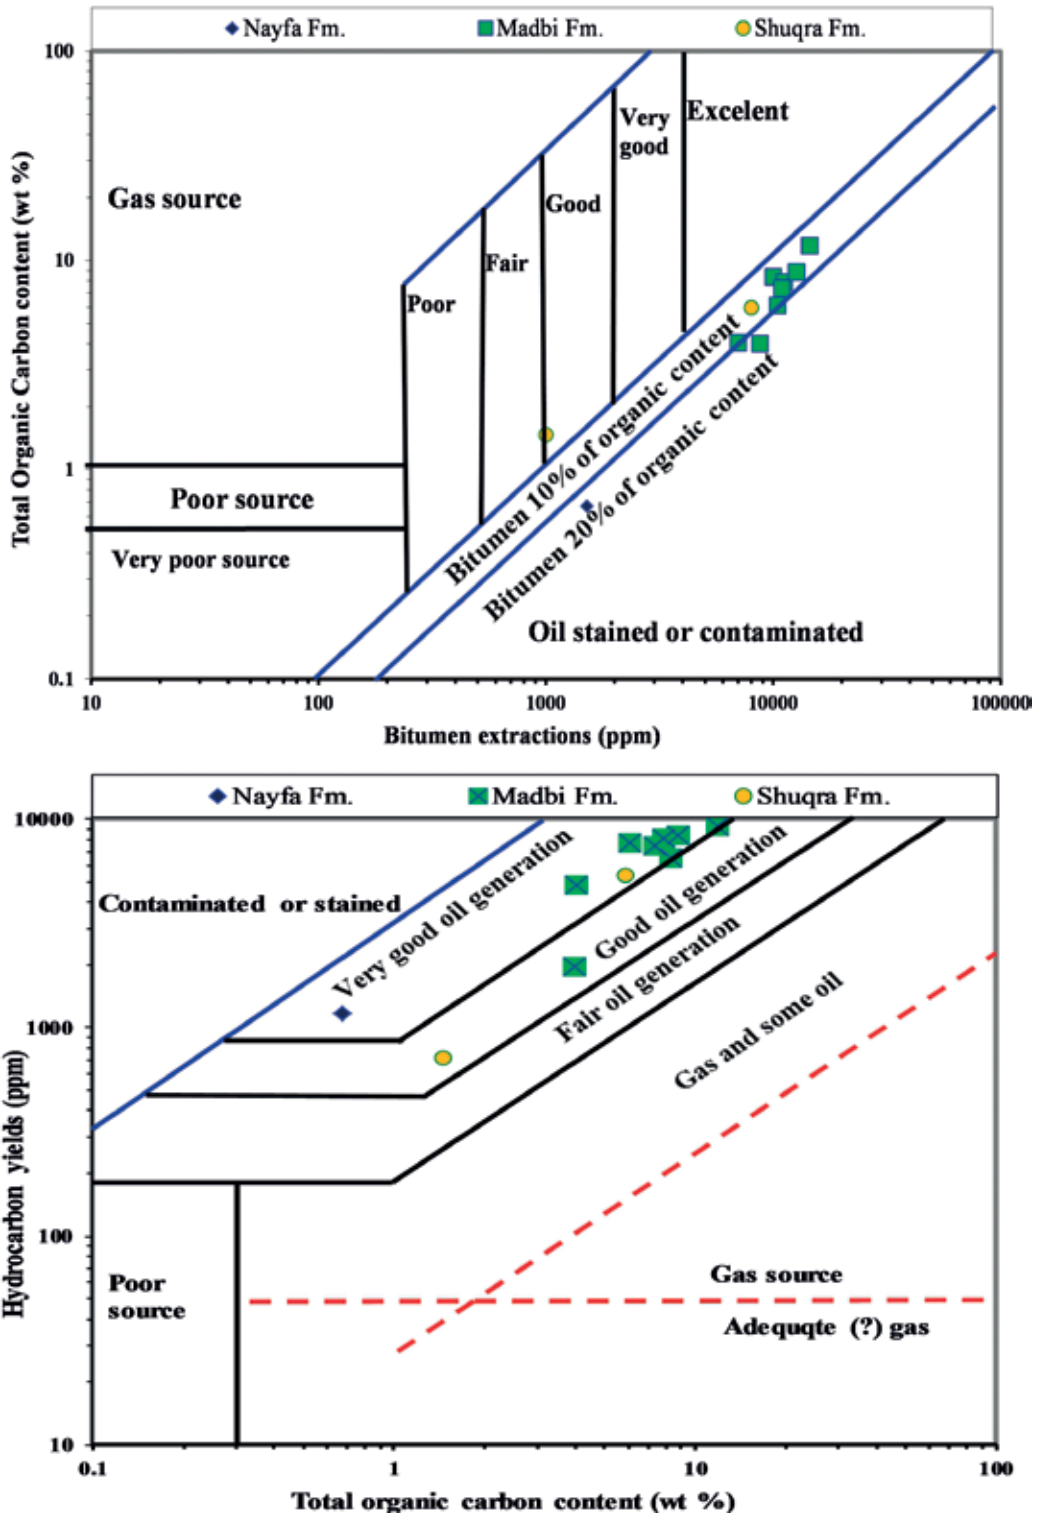 Nayfa Fm. Madbi Fm. Shuqra Fm.
100
10
1
0.1
Total Organic Carbon content (wt %)
Gas source
Poor
Fair
Good
Very
good
Excelent
Poor source
Very poor source
Bitumen 10% of organic content
Bitumen 20% of organic content
Oil stained or contaminated
10 100 1000 10000 100000
Bitumen extractions (ppm)
Nayfa Fm. Madbi Fm. Shuqra Fm.
10000
1000
100
10
Hydrocarbon yields (ppm)
Contaminated or stained
Very good oil generation
Good oil generation
Fair oil generation
Gas and some oil
Poor
source
Gas source
Adequqte (?) gas
0.1 1 10 100
Total organic carbon content (wt %)